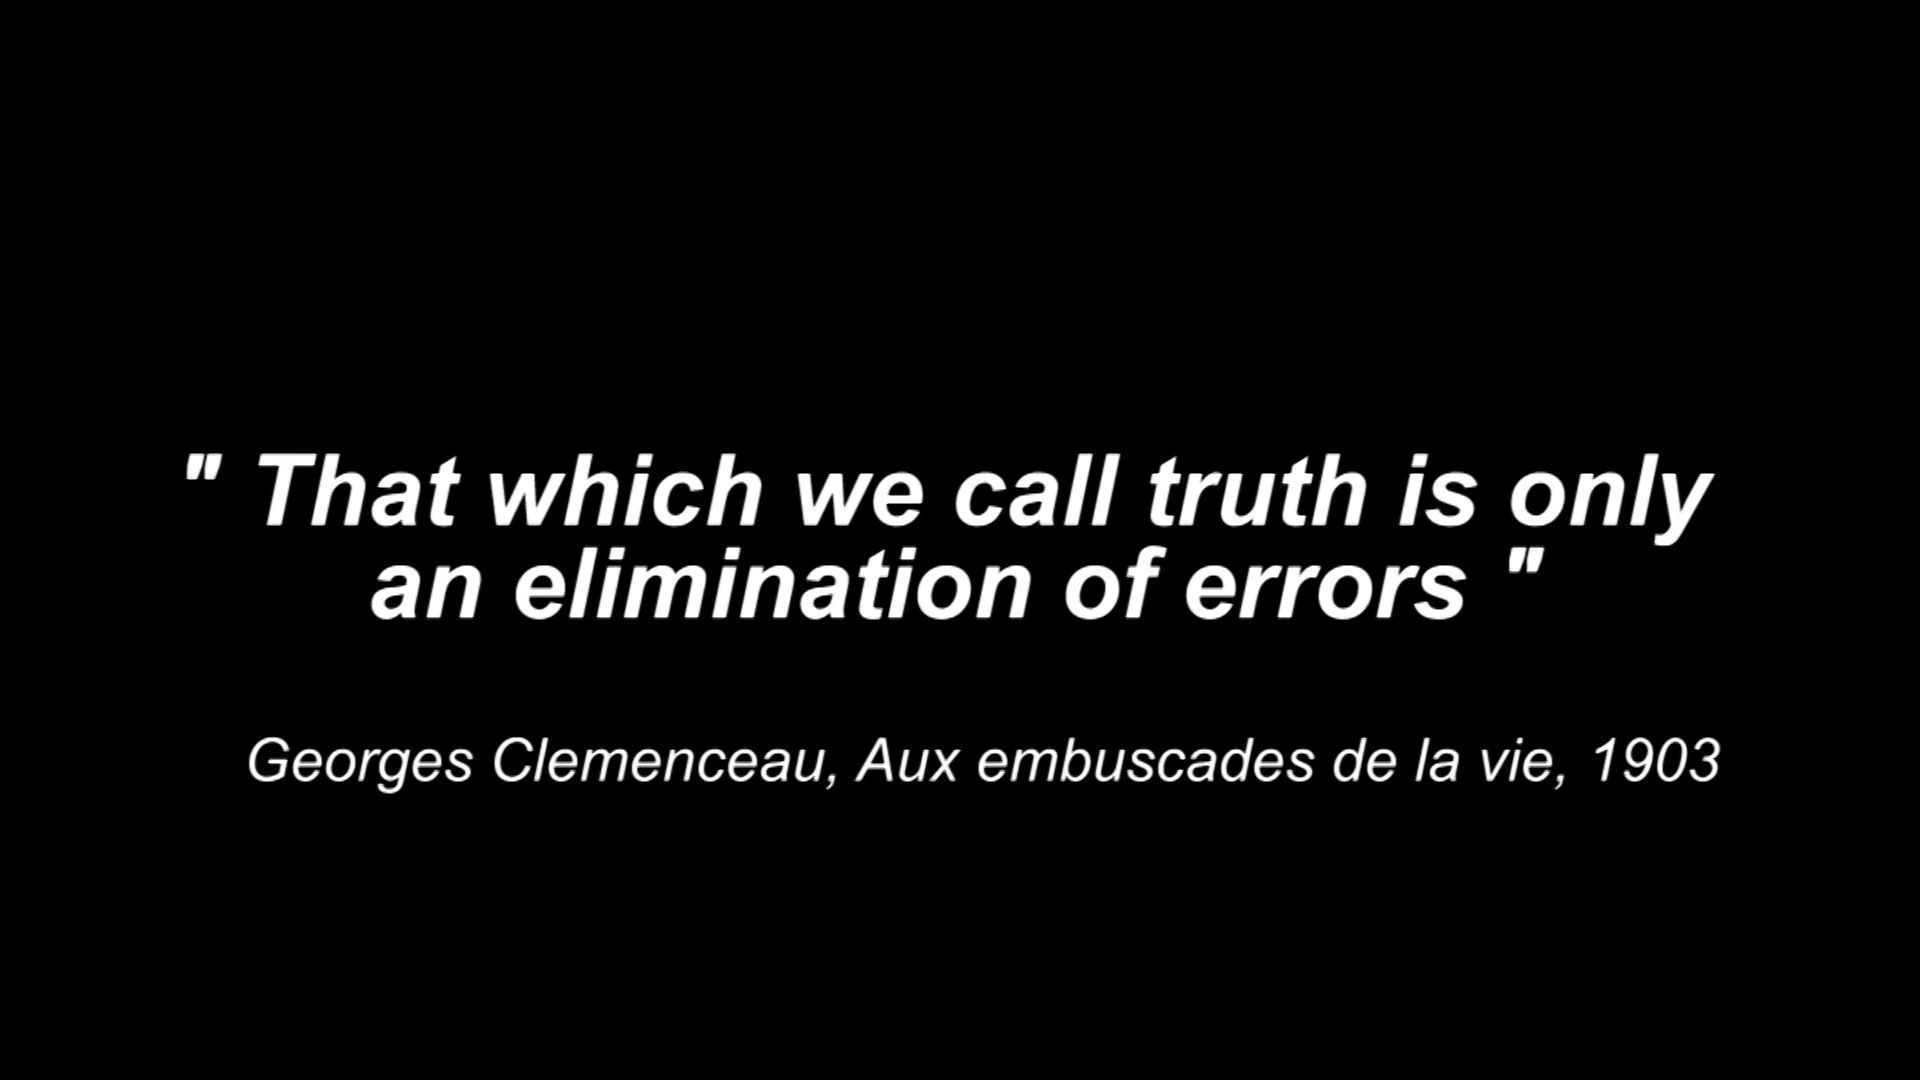 " That which we call truth is only
an elimination of errors "
Georges Clemenceau, Aux embuscades de la vie, 1903